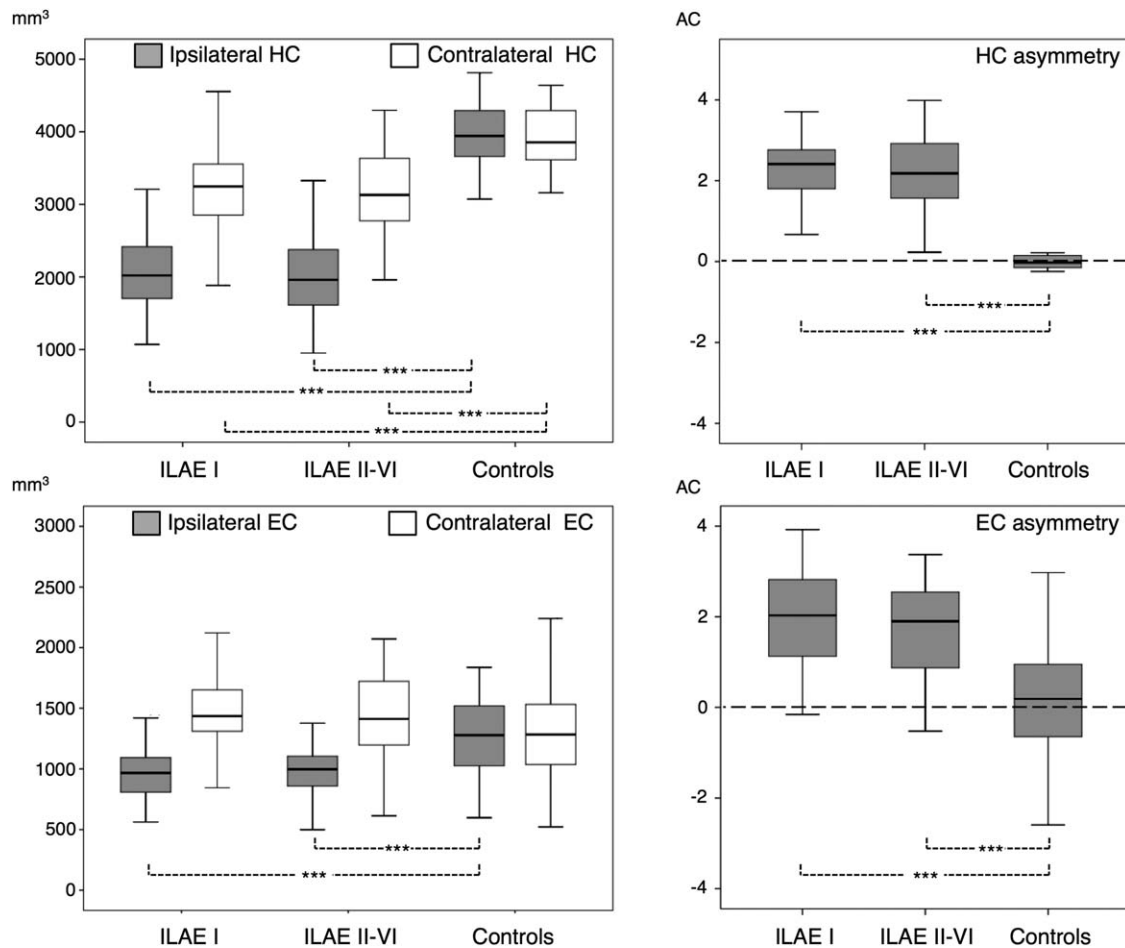 mm³
Ipsilateral HC
Contralateral HC
5000
4000
3000
2000
1000
0
***
***
***
***
ILAE I
ILAE II-VI
Controls
AC
HC asymmetry
4
2
0
-2
-4
***
***
ILAE I
ILAE II-VI
Controls
mm³
Ipsilateral EC
Contralateral EC
3000
2500
2000
1500
1000
500
0
***
***
ILAE I
ILAE II-VI
Controls
AC
EC asymmetry
4
2
0
-2
-4
***
***
ILAE I
ILAE II-VI
Controls